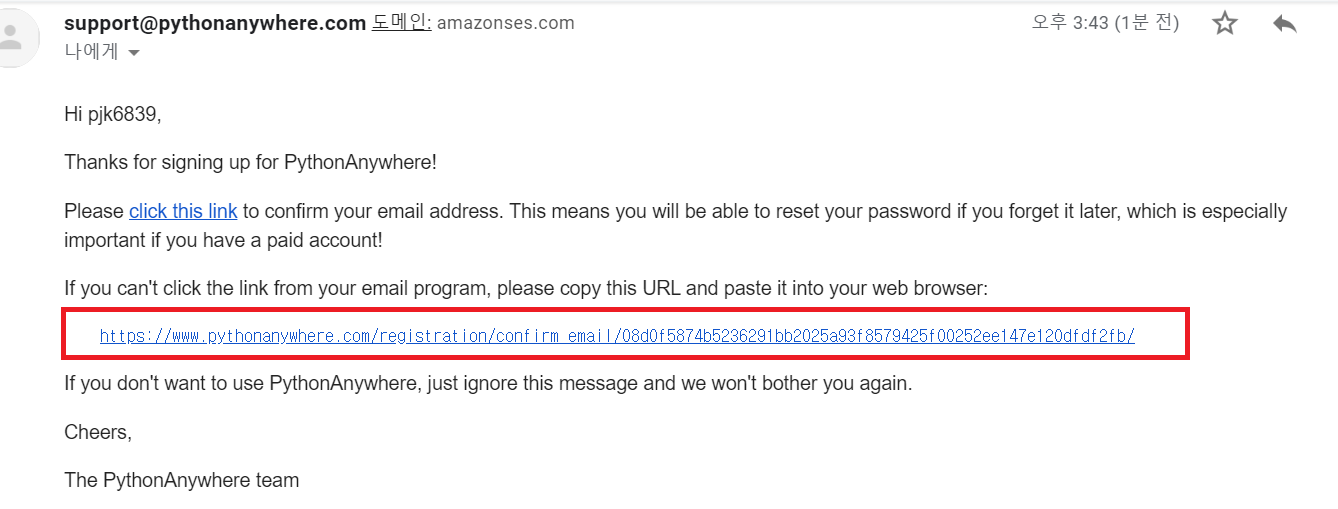 support@pythonanywhere.com 도메인: amazonses.com 오후 3:43 (1분 전)
나에게
Hi pjk6839,
Thanks for signing up for PythonAnywhere!
Please click this link to confirm your email address. This means you will be able to reset your password if you forget it later, which is especially
important if you have a paid account!
If you can't click the link from your email program, please copy this URL and paste it into your web browser:
https://www.pythonanywhere.com/registration/confirm_email/08d0f5874b5236291bb2025a93f8579425f00252ee147e120dfdf2fb/
If you don't want to use PythonAnywhere, just ignore this message and we won't bother you again.
Cheers,
The PythonAnywhere team